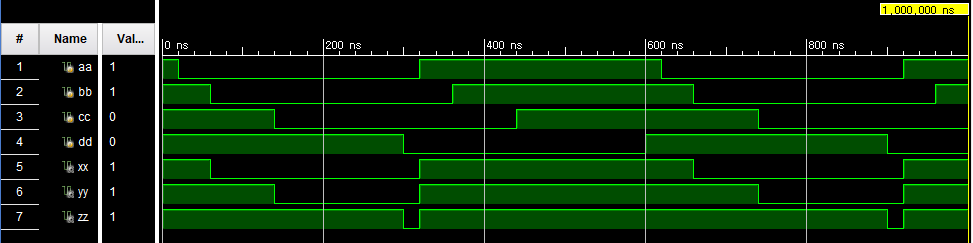 1,000,000 ns
# Name Val...
0 ns 200 ns 400 ns 600 ns 800 ns
1 aa 1
2 bb 1
3 cc 0
4 dd 0
5 xx 1
6 yy 1
7 zz 1